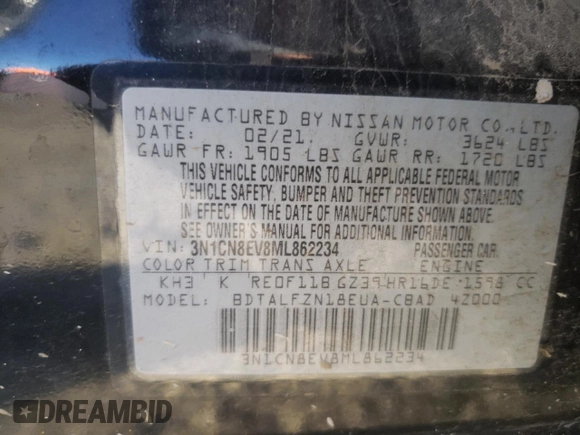 MANUFACTURED BY NISSAN MOTOR CO., LTD.
DATE: 02/21 GVWR: 3624 LBS
GAWR FR: 1905 LBS GAWR RR: 1720 LBS
THIS VEHICLE CONFORMS TO ALL APPLICABLE FEDERAL MOTOR
VEHICLE SAFETY, BUMPER AND THEFT PREVENTION STANDARDS
IN EFFECT ON THE DATE OF MANUFACTURE SHOWN ABOVE.
SEE OWNER'S MANUAL FOR ADDITIONAL INFORMATION.
VIN: 3N1CN8EV8ML862234 PASSENGER CAR
COLOR TRIM TRANS AXLE ENGINE
KH3 K RE0F11B GZ39 HR16DE 1598 CC
MODEL: BDTALFZN18EUA-CBAD 42000
3N1CN8EV8ML862234
DREAMBID